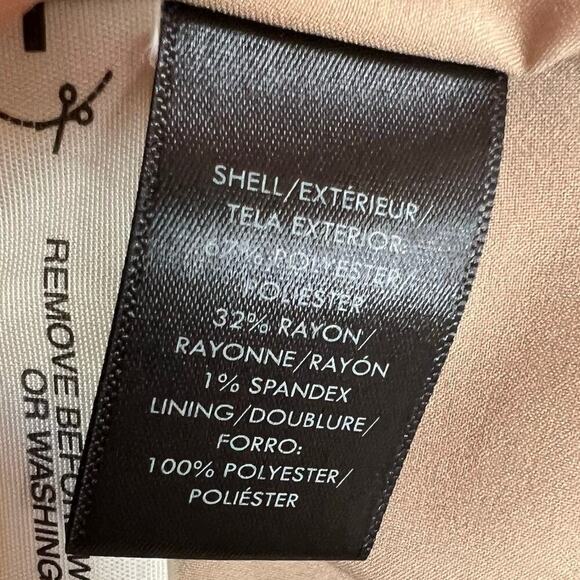 SHELL/EXTÉRIEUR/
TELA EXTERIOR:
67% POLYESTER/
POLIÉSTER
32% RAYON/
RAYONNE/RAYÓN
1% SPANDEX
LINING/DOUBLURE/
FORRO:
100% POLYESTER/
POLIÉSTER
REMOVE BEFOR
OR WASHING